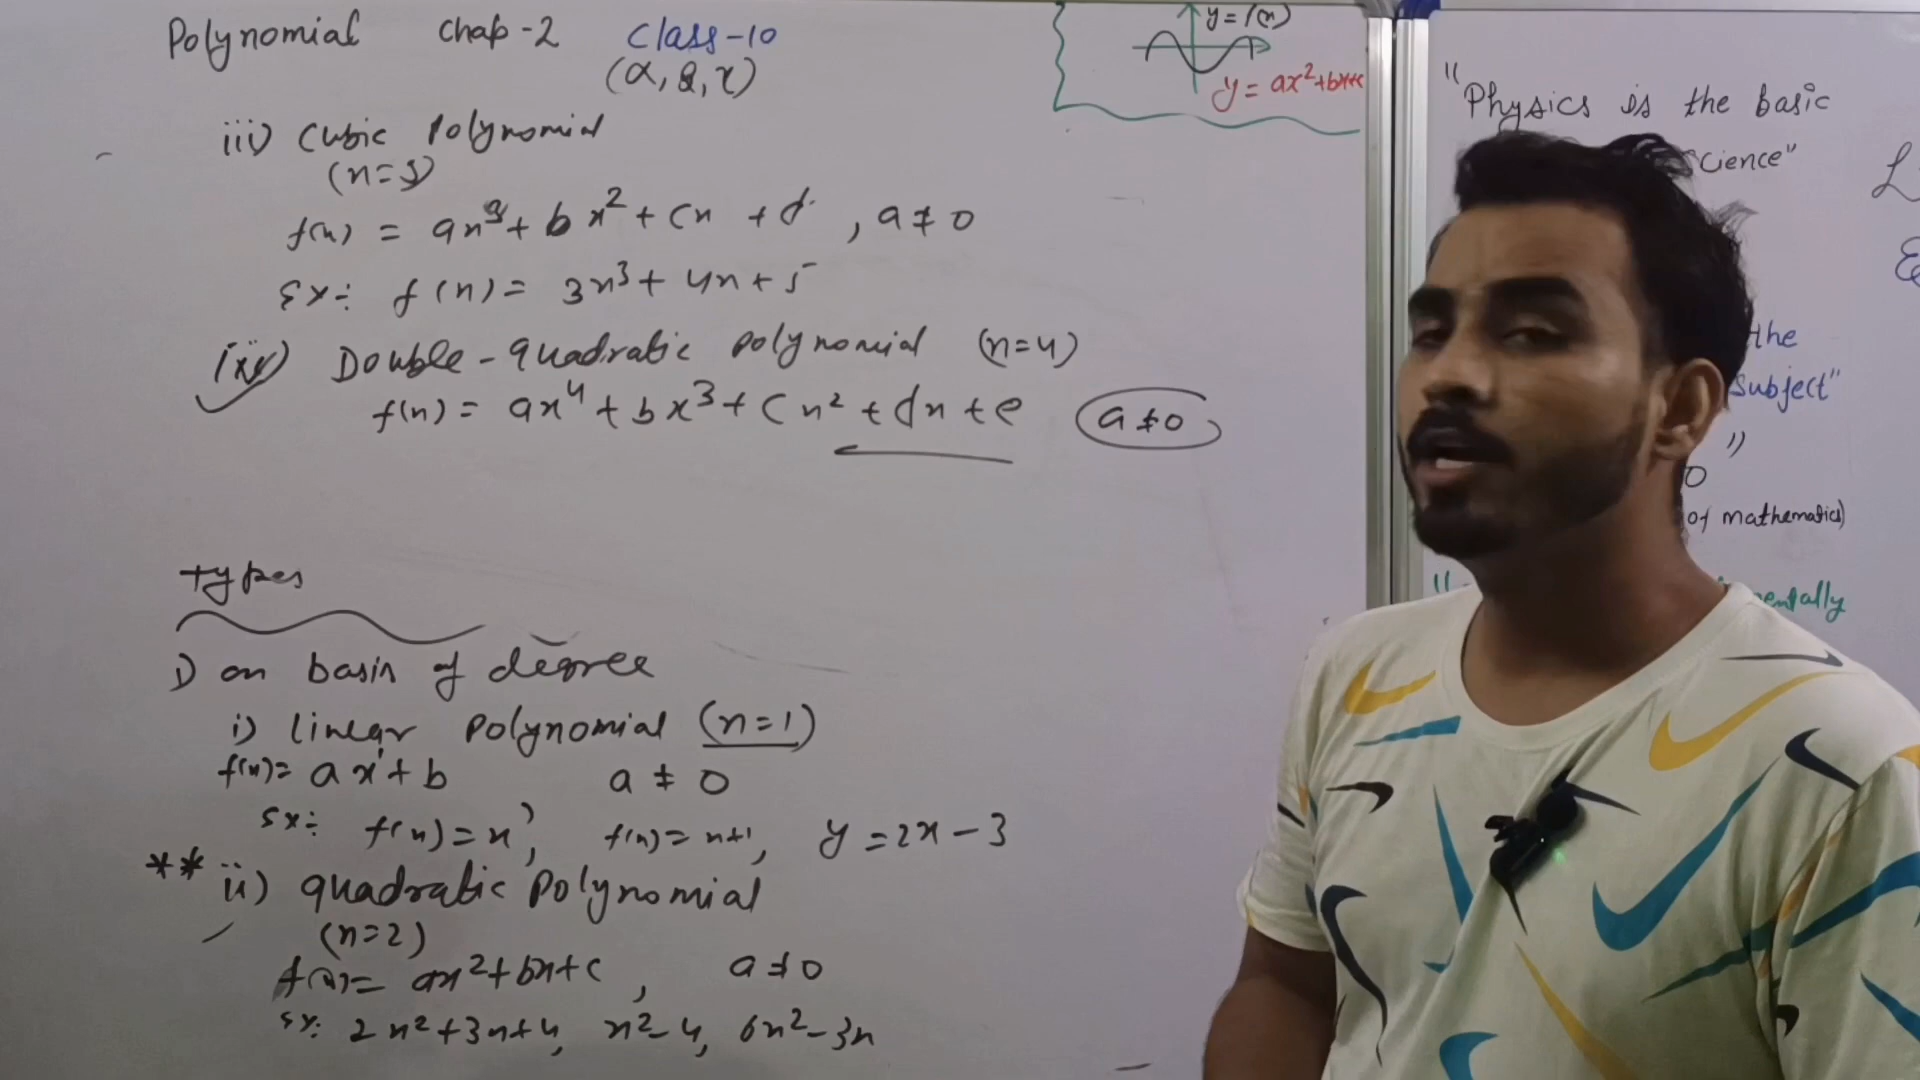 Polynomial Chap-2 Class-10
y = f(x)
y = ax²+bx+c
iii) Cubic Polynomial
(n=3)
f(x) = ax³ + bx² + cx + d , a ≠ 0
Ex÷ f(x) = 3x³ + 4x + 5
iv) Double-quadratic polynomial (n=4)
f(x) = ax⁴ + bx³ + cx² + dx + e a ≠ 0
types
1) on basis of degree
i) linear polynomial (n=1)
f(x) = ax¹ + b a ≠ 0
Ex÷ f(x) = x, f(x) = x+1, y = 2x - 3
** ii) quadratic Polynomial
(n=2)
f(x) = ax²+bx+c, a ≠ 0
Ex: 2x²+3x+4, x²-4, 6x²-3x
"Physics is the basic
Science"
the
Subject"
"
0
of mathematics)
"